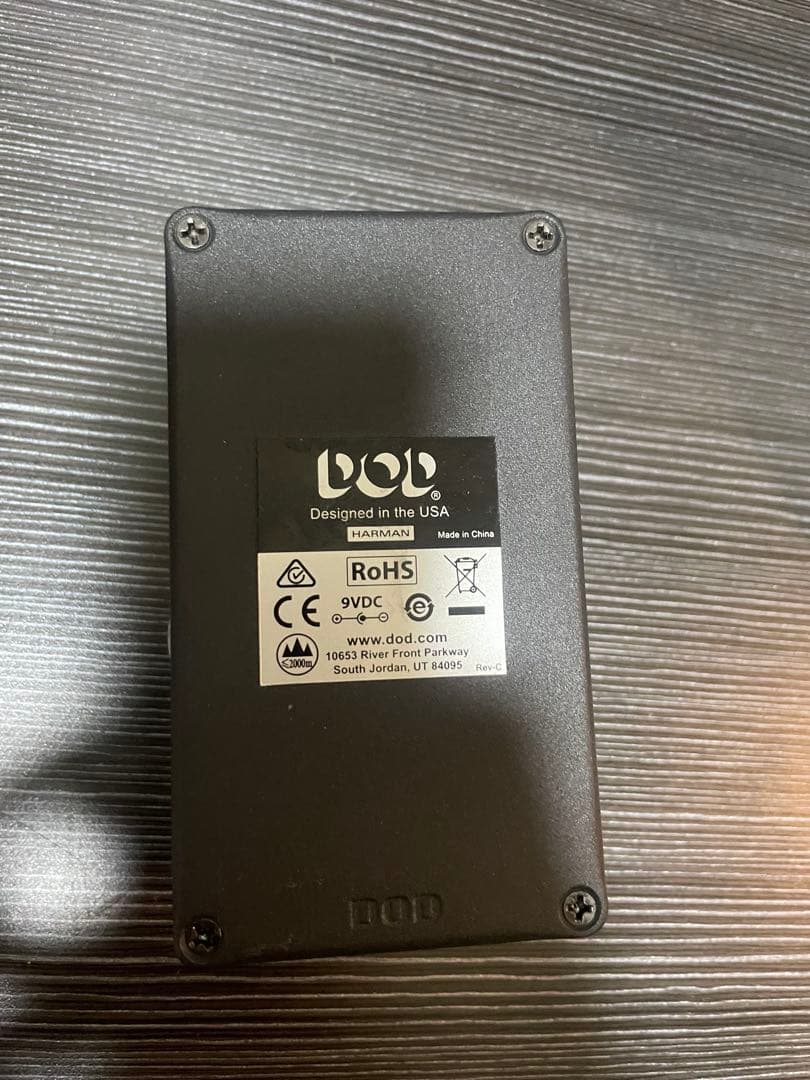 DOD®
Designed in the USA
HARMAN Made in China
RoHS
CE 9VDC e
≤2000m www.dod.com
10653 River Front Parkway
South Jordan, UT 84095 Rev-C
DOD